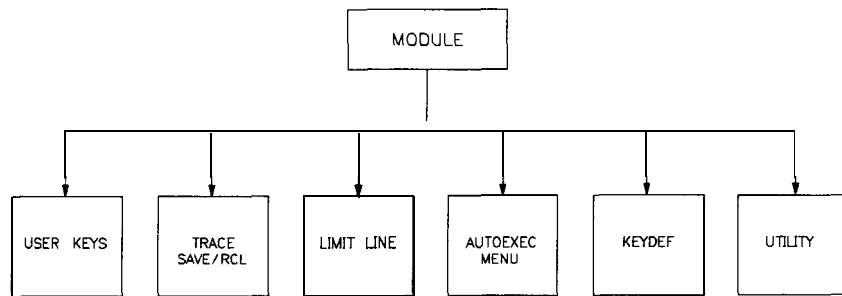 MODULE
USER KEYS
TRACE
SAVE/RCL
LIMIT LINE
AUTOEXEC
MENU
KEYDEF
UTILITY